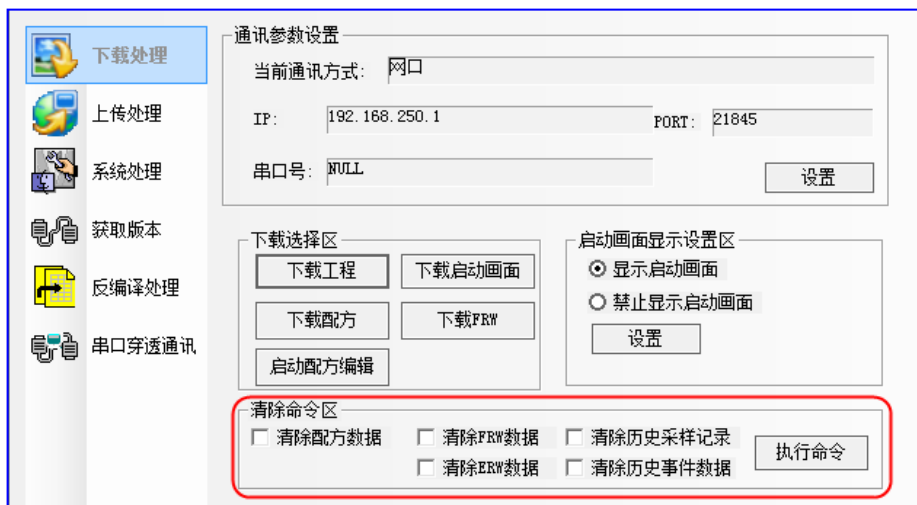 下载处理
上传处理
系统处理
获取版本
反编译处理
串口穿透通讯
通讯参数设置
当前通讯方式: 网口
IP: 192.168.250.1 PORT: 21845
串口号: NULL 设置
下载选择区
下载工程 下载启动画面
下载配方 下载FRW
启动配方编辑
启动画面显示设置区
显示启动画面
禁止显示启动画面
设置
清除命令区
清除配方数据 清除FRW数据 清除历史采样记录
清除ERW数据 清除历史事件数据
执行命令